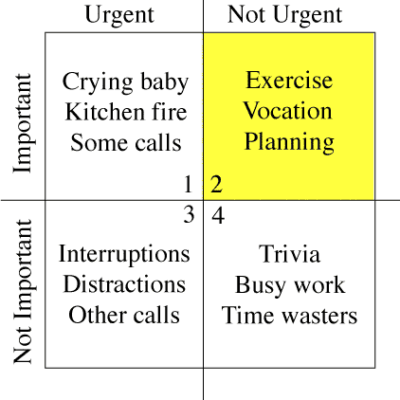 Urgent
Not Urgent
Important
Crying baby
Kitchen fire
Some calls
1
Exercise
Vocation
Planning
2
Not Important
3
Interruptions
Distractions
Other calls
4
Trivia
Busy work
Time wasters